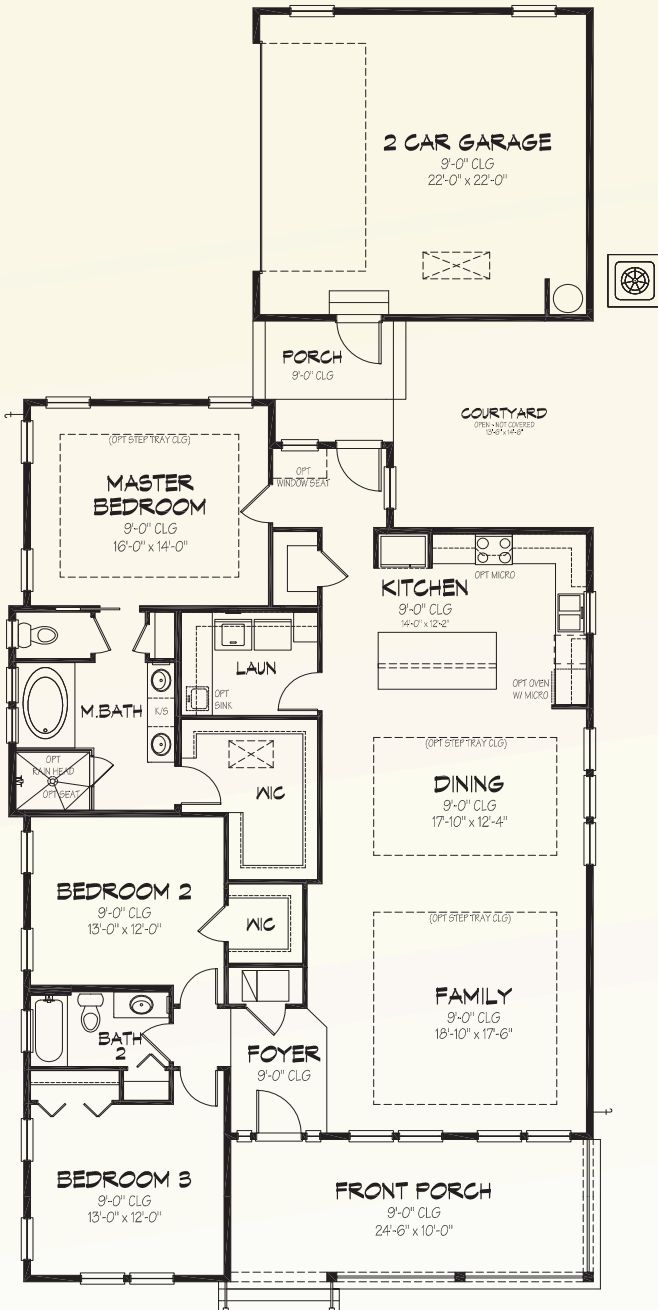 2 CAR GARAGE
9'-0" CLG
22'-0" x 22'-0"
PORCH
9'-0" CLG
COURTYARD
OPEN - NOT COVERED
(OPT STEP TRAY CLG)
MASTER
BEDROOM
9'-0" CLG
16'-0" x 14'-0"
OPT
WINDOW SEAT
KITCHEN
9'-0" CLG
14'-0" x 12'-2"
OPT MICRO
LAUN
OPT
SINK
OPT OVEN
W/ MICRO
M.BATH
K/S
OPT
RAIN HEAD
OPT SEAT
WIC
(OPT STEP TRAY CLG)
DINING
9'-0" CLG
17'-10" x 12'-4"
BEDROOM 2
9'-0" CLG
13'-0" x 12'-0"
WIC
(OPT STEP TRAY CLG)
FAMILY
9'-0" CLG
18'-10" x 17'-6"
BATH
2
FOYER
9'-0" CLG
BEDROOM 3
9'-0" CLG
13'-0" x 12'-0"
FRONT PORCH
9'-0" CLG
24'-6" x 10'-0"